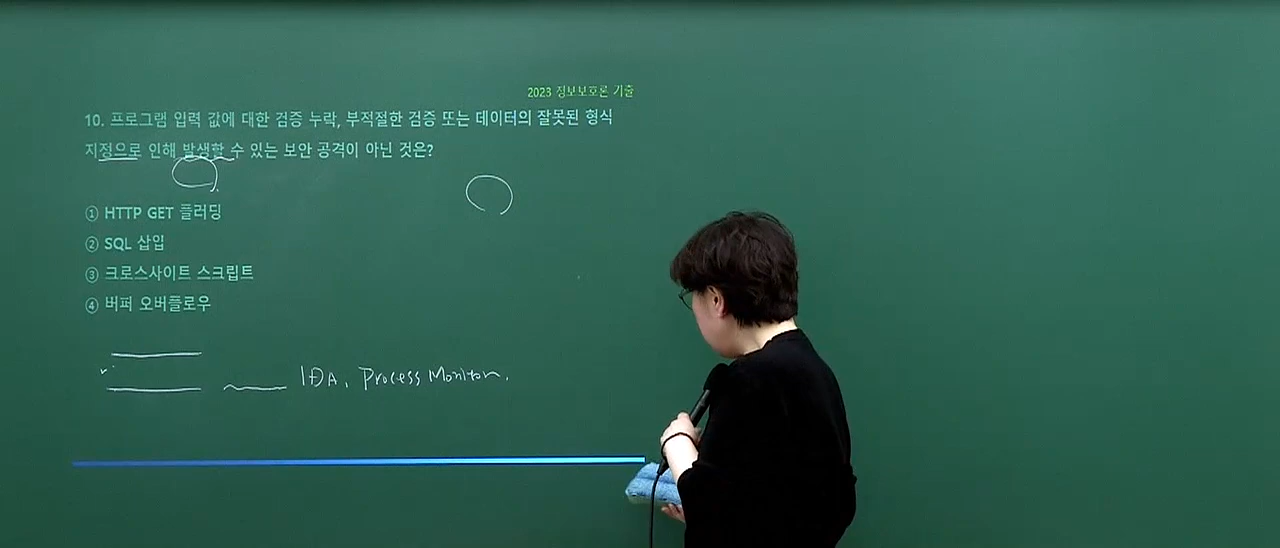 2023 정보보호론 기출
10. 프로그램 입력 값에 대한 검증 누락, 부적절한 검증 또는 데이터의 잘못된 형식
지정으로 인해 발생할 수 있는 보안 공격이 아닌 것은?
① HTTP GET 플러딩
② SQL 삽입
③ 크로스사이트 스크립트
④ 버퍼 오버플로우
IDA, Process Monitor,